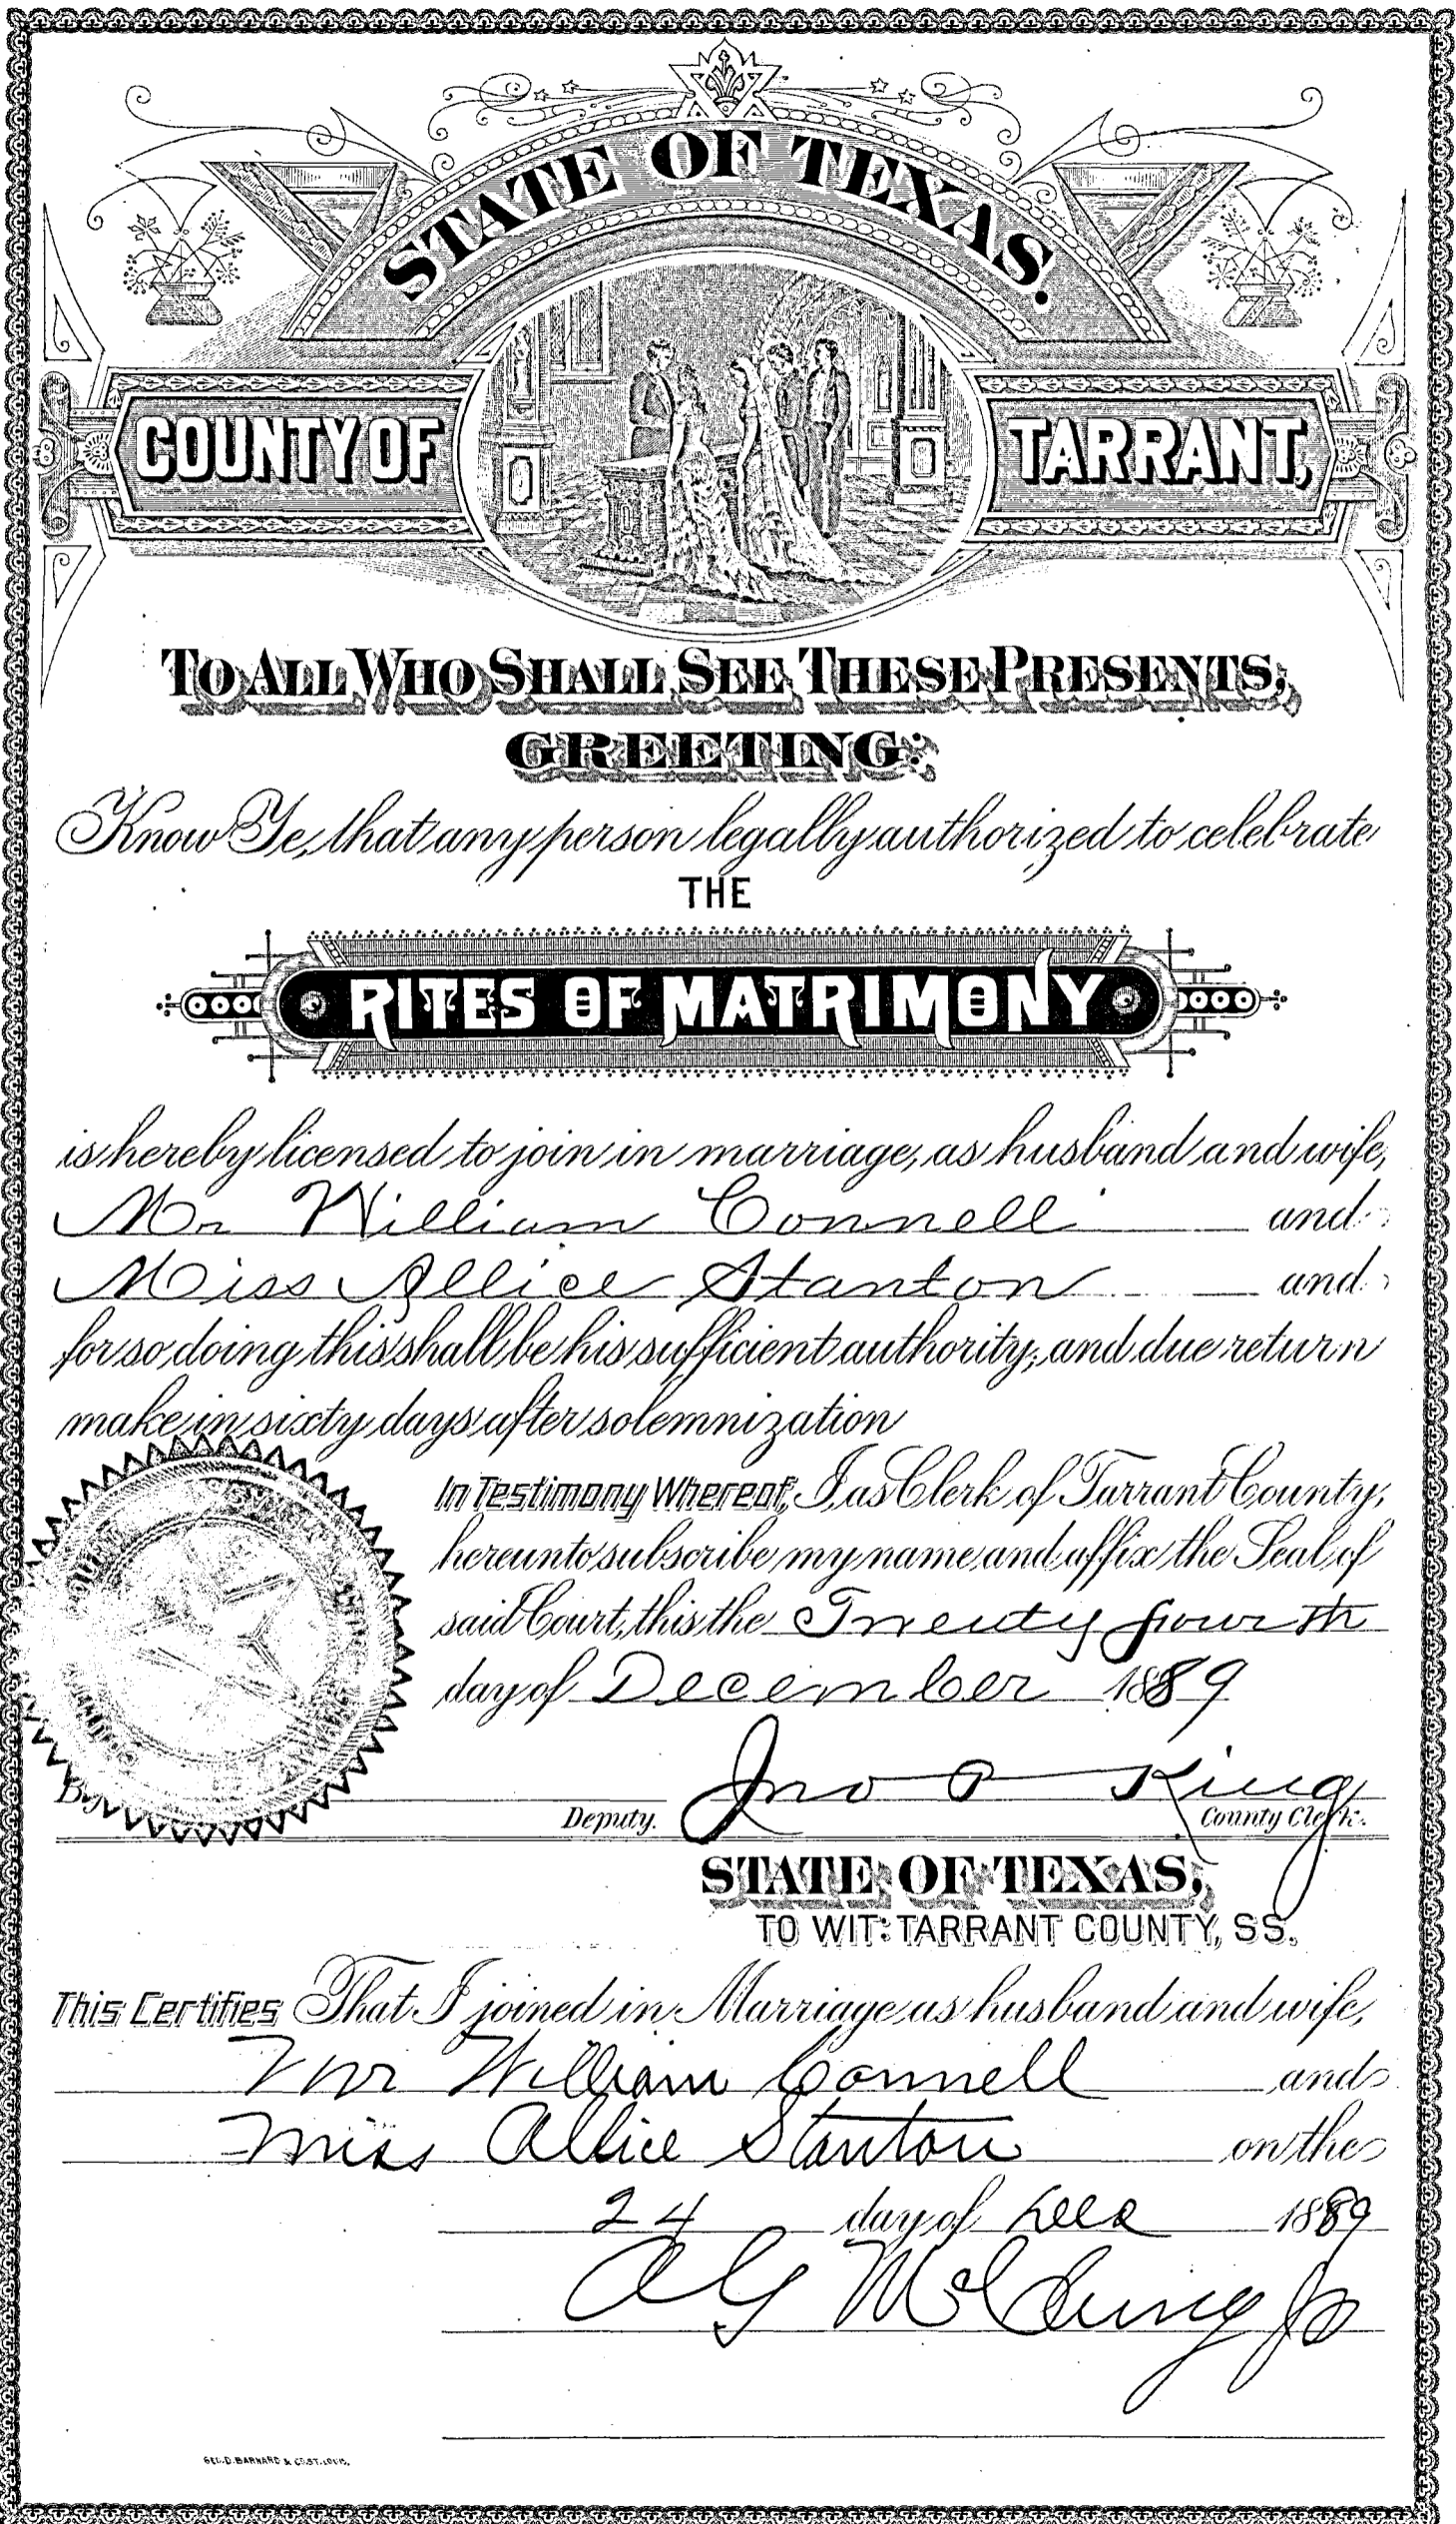 STATE OF TEXAS.
COUNTY OF TARRANT,
TO ALL WHO SHALL SEE THESE PRESENTS,
GREETING:
Know Ye, that any person legally authorized to celebrate
THE
RITES OF MATRIMONY
is hereby licensed to join in marriage, as husband and wife,
Mr William Connell and
Miss Allice Stanton and
for so doing this shall be his sufficient authority, and due return
make in sixty days after solemnization
In Testimony Whereof, I as Clerk of Tarrant County,
hereunto subscribe my name and affix the Seal of
said Court, this the Twenty fourth
day of December 1889
By
Deputy. Jno P King County Clerk.
STATE OF TEXAS,
TO WIT: TARRANT COUNTY, SS.
This Certifies That I joined in Marriage as husband and wife,
Mr William Connell and
Miss Allice Stanton on the
24 day of Dec 1889
A G McClung Jp
GEO. D. BARNARD & CO. ST. LOUIS.